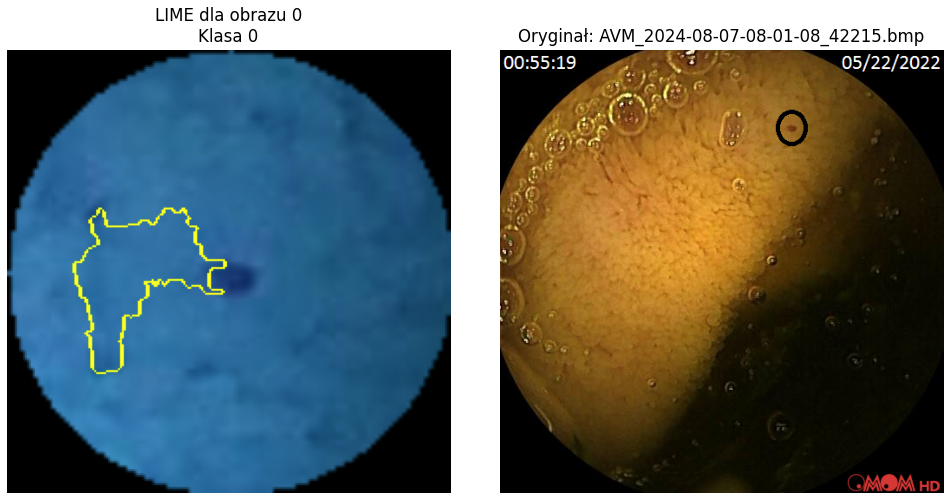 LIME dla obrazu 0
Klasa 0
Oryginał: AVM_2024-08-07-08-01-08_42215.bmp
00:55:19
05/22/2022
OMOM HD